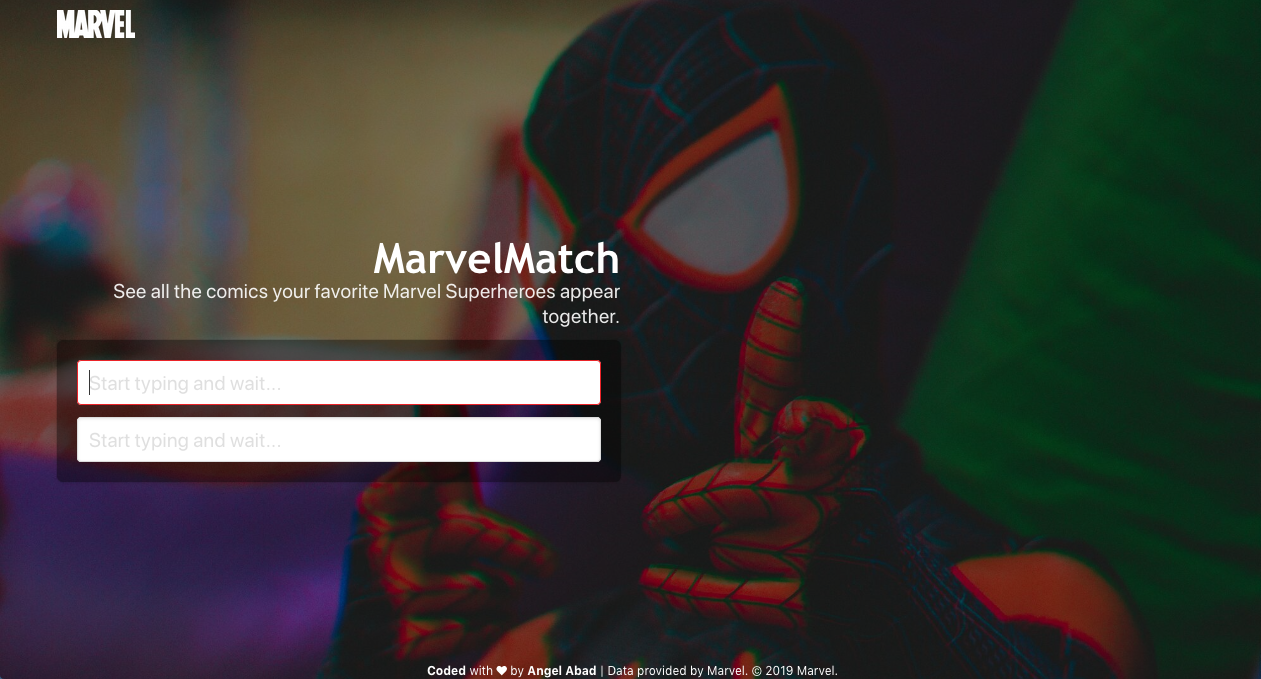 MARVEL
MarvelMatch
See all the comics your favorite Marvel Superheroes appear
together.
Start typing and wait...
Start typing and wait...
Coded with ♥ by Angel Abad | Data provided by Marvel. © 2019 Marvel.